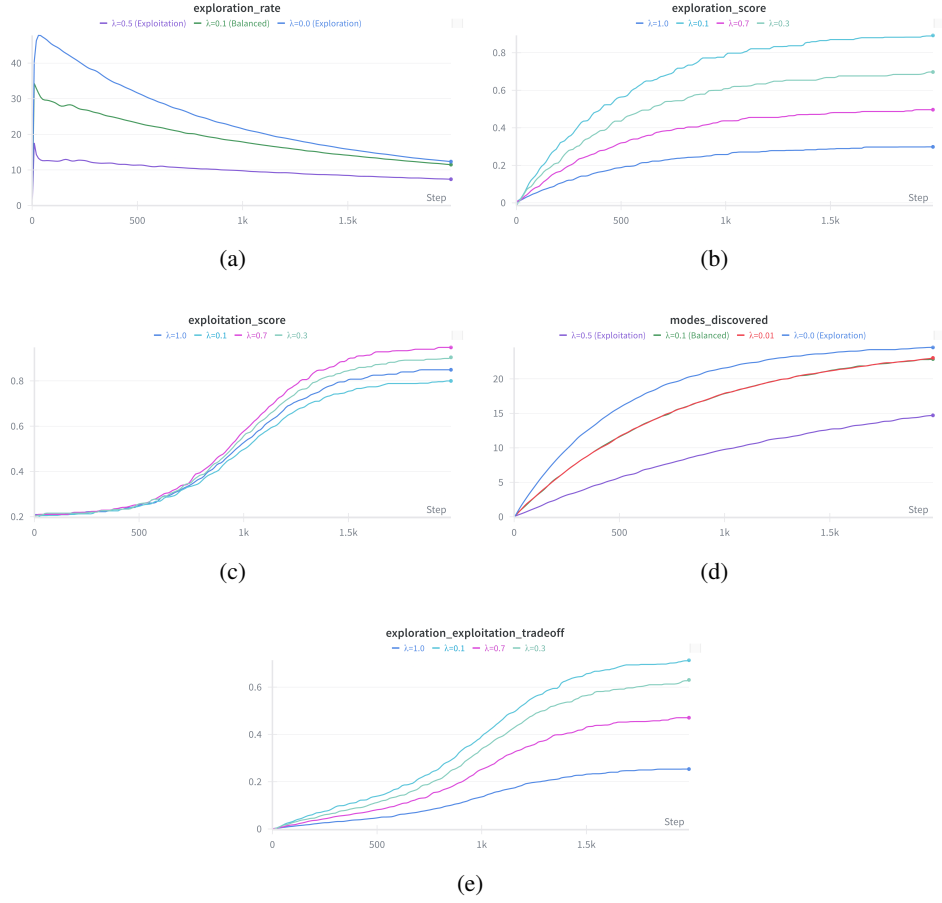 exploration_rate
λ=0.5 (Exploitation) λ=0.1 (Balanced) λ=0.0 (Exploration)
40
30
20
10
0
0 500 1k 1.5k
Step
(a)
exploration_score
λ=1.0 λ=0.1 λ=0.7 λ=0.3
0.8
0.6
0.4
0.2
0
0 500 1k 1.5k
Step
(b)
exploitation_score
λ=1.0 λ=0.1 λ=0.7 λ=0.3
0.8
0.6
0.4
0.2
0 500 1k 1.5k
Step
(c)
modes_discovered
λ=0.5 (Exploitation) λ=0.1 (Balanced) λ=0.01 λ=0.0 (Exploration)
20
15
10
5
0
0 500 1k 1.5k
Step
(d)
exploration_exploitation_tradeoff
λ=1.0 λ=0.1 λ=0.7 λ=0.3
0.6
0.4
0.2
0
0 500 1k 1.5k
Step
(e)